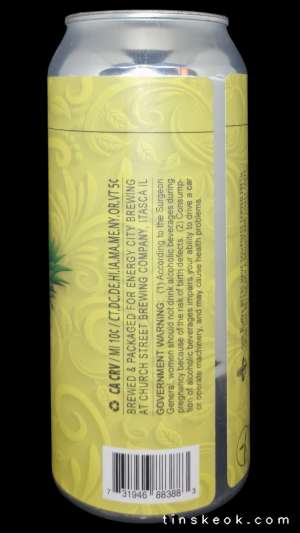 ♻ CA CRV / MI 10¢ / CT,DC,DE,HI,IA,MA,ME,NY,OR,VT 5¢
BREWED & PACKAGED FOR ENERGY CITY BREWING
AT CHURCH STREET BREWING COMPANY, ITASCA IL
GOVERNMENT WARNING: (1) According to the Surgeon
General, women should not drink alcoholic beverages during
pregnancy because of the risk of birth defects. (2) Consump-
tion of alcoholic beverages impairs your ability to drive a car
or operate machinery, and may cause health problems.
7 31946 88388 3
tinskeok.com